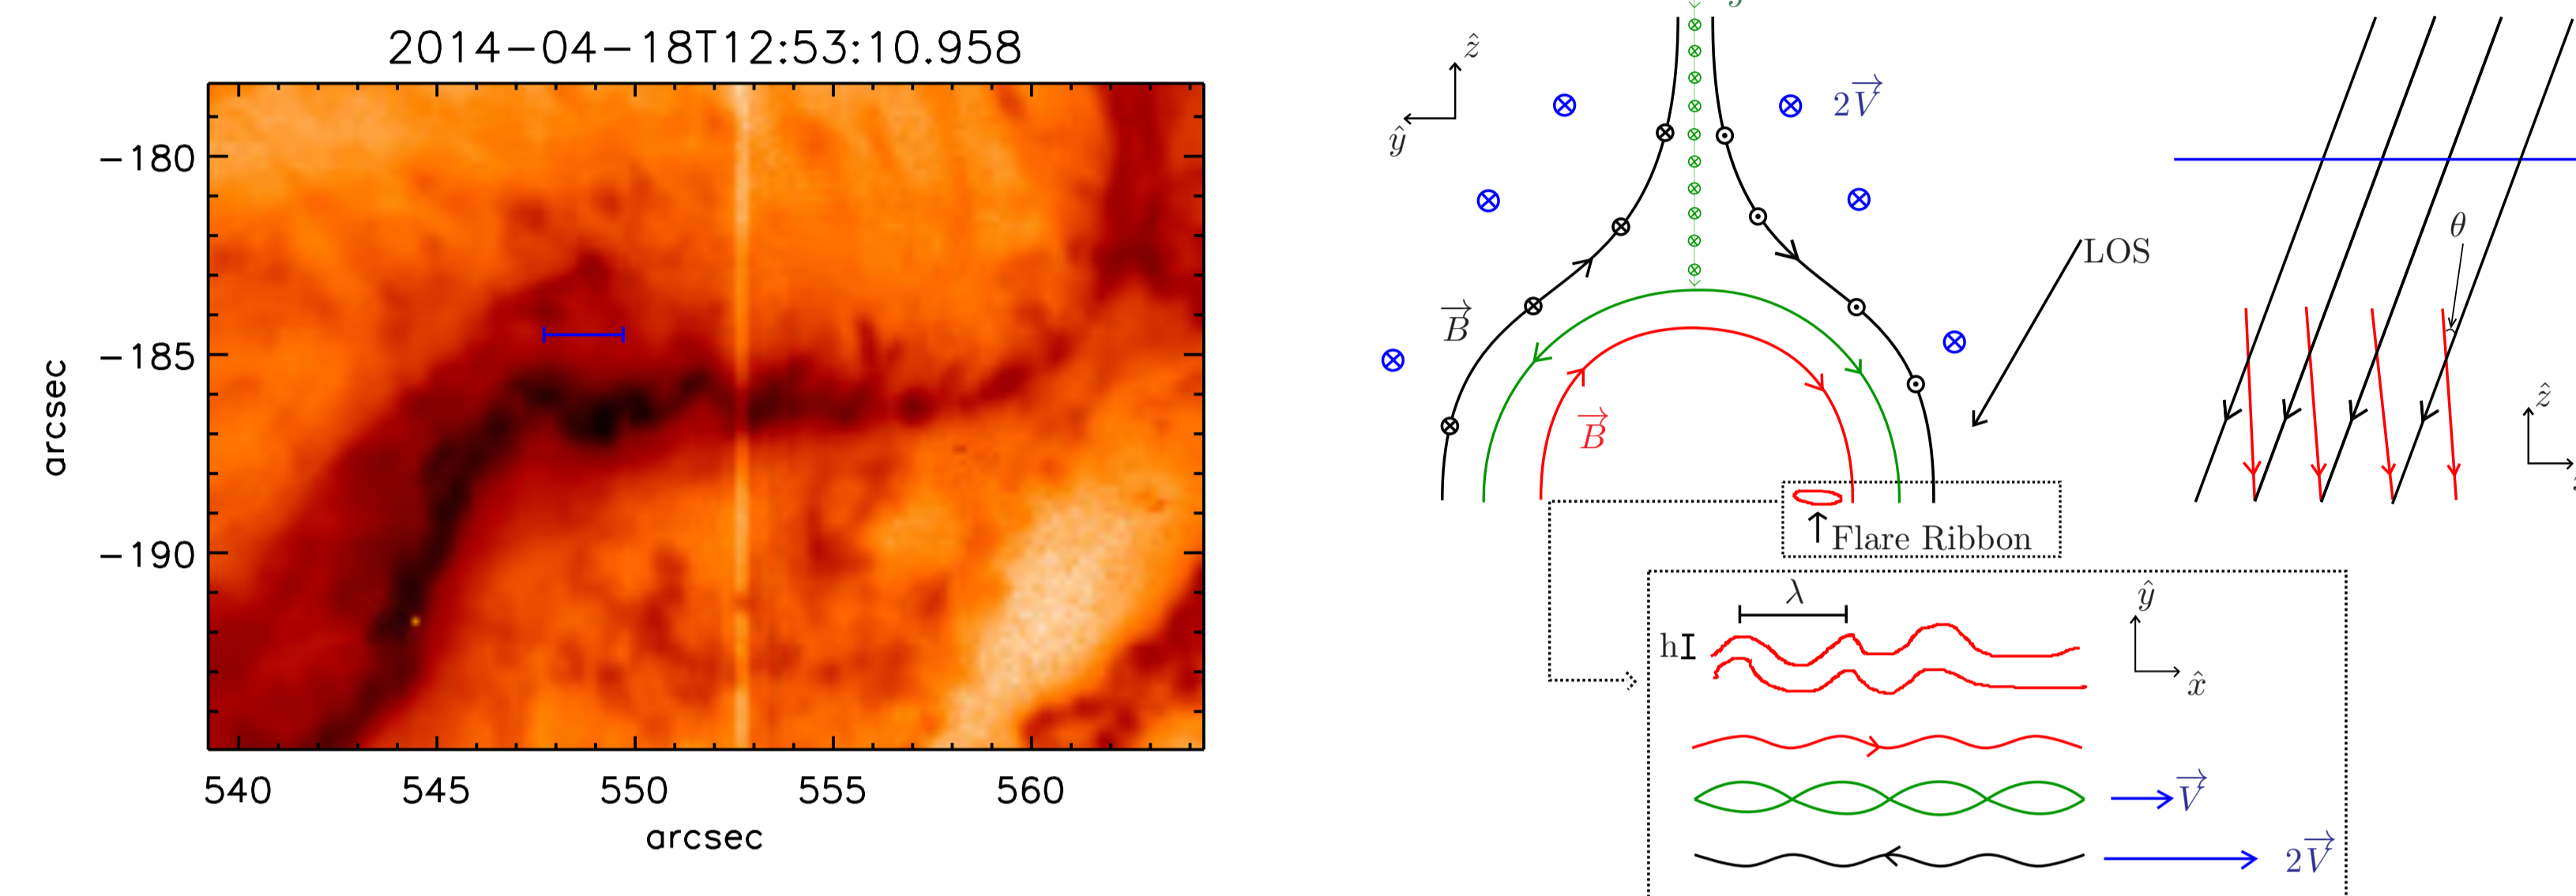 2014-04-18T12:53:10.958
-180
-185
-190
arcsec
540 545 550 555 560
arcsec
ẑ
ŷ
2V⃗
B⃗
B⃗
LOS
Flare Ribbon
θ
ẑ
λ
h
ŷ
x̂
V⃗
2V⃗